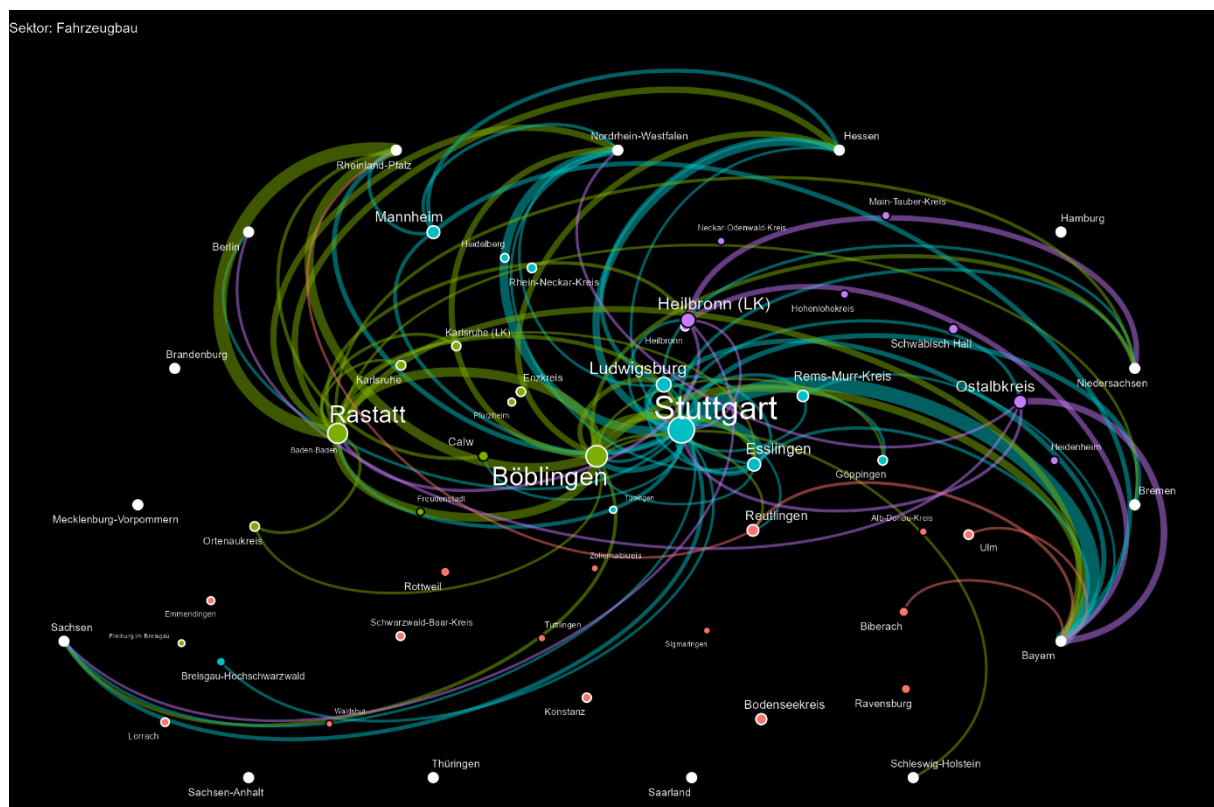 Sektor: Fahrzeugbau
Nordrhein-Westfalen
Hessen
Rheinland-Pfalz
Main-Tauber-Kreis
Mannheim
Hamburg
Neckar-Odenwald-Kreis
Berlin
Heidelberg
Rhein-Neckar-Kreis
Heilbronn (LK)
Hohenlohekreis
Karlsruhe (LK)
Heilbronn
Schwäbisch Hall
Brandenburg
Ludwigsburg
Rems-Murr-Kreis
Niedersachsen
Karlsruhe
Enzkreis
Ostalbkreis
Stuttgart
Rastatt
Pforzheim
Calw
Baden-Baden
Esslingen
Heidenheim
Böblingen
Göppingen
Bremen
Tübingen
Freudenstadt
Mecklenburg-Vorpommern
Reutlingen
Alb-Donau-Kreis
Ortenaukreis
Ulm
Zollernalbkreis
Rottweil
Emmendingen
Schwarzwald-Baar-Kreis
Tuttlingen
Biberach
Sachsen
Freiburg im Breisgau
Sigmaringen
Bayern
Breisgau-Hochschwarzwald
Ravensburg
Bodenseekreis
Konstanz
Waldshut
Lörrach
Thüringen
Schleswig-Holstein
Sachsen-Anhalt
Saarland